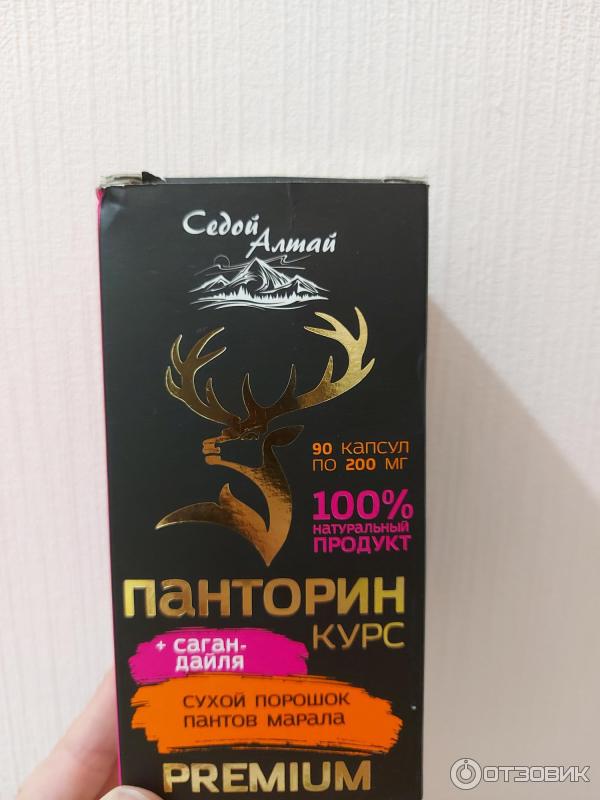 Седой
Алтай
90 капсул
по 200 мг
100%
натуральный
продукт
Панторин
курс
+ саган-
дайля
сухой порошок
пантов марала
PREMIUM
ОТЗОВИК